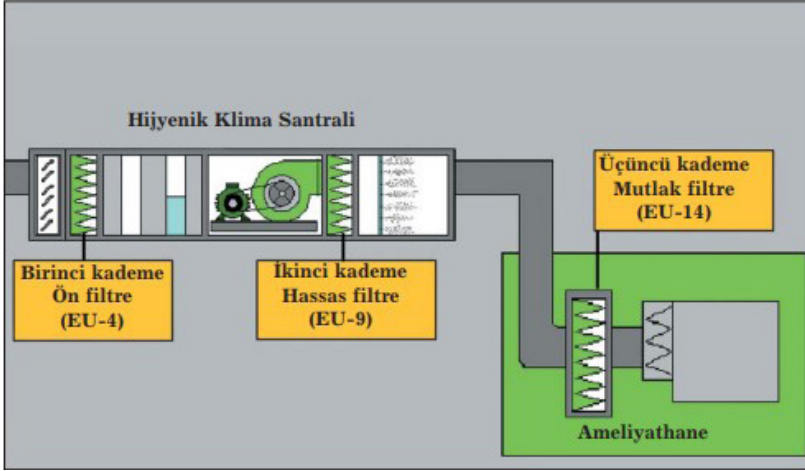 Hijyenik Klima Santrali
Üçüncü kademe
Mutlak filtre
(EU-14)
Birinci kademe
Ön filtre
(EU-4)
İkinci kademe
Hassas filtre
(EU-9)
Ameliyathane